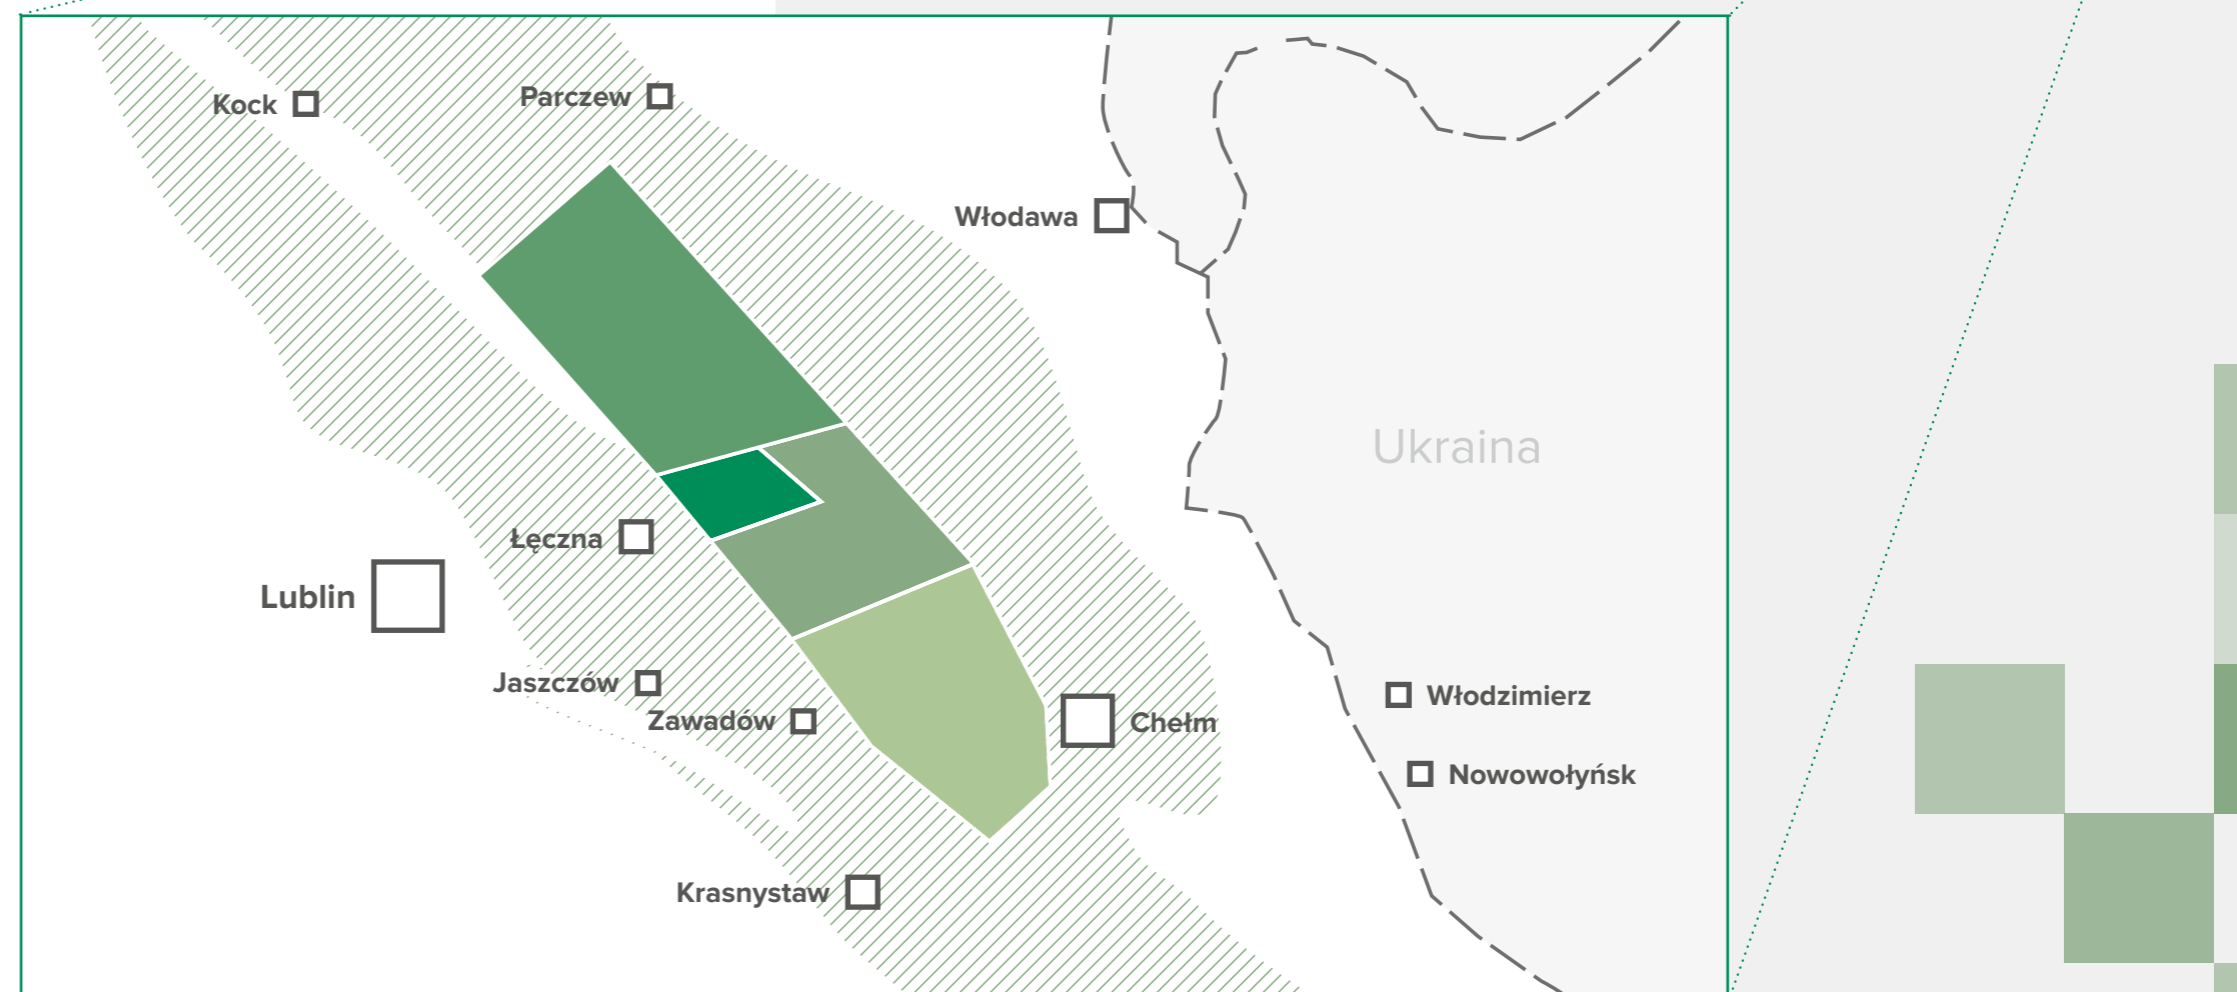 Kock
Parczew
Włodawa
Ukraina
Łęczna
Lublin
Jaszczów
Zawadów
Chełm
Włodzimierz
Nowowołyńsk
Krasnystaw